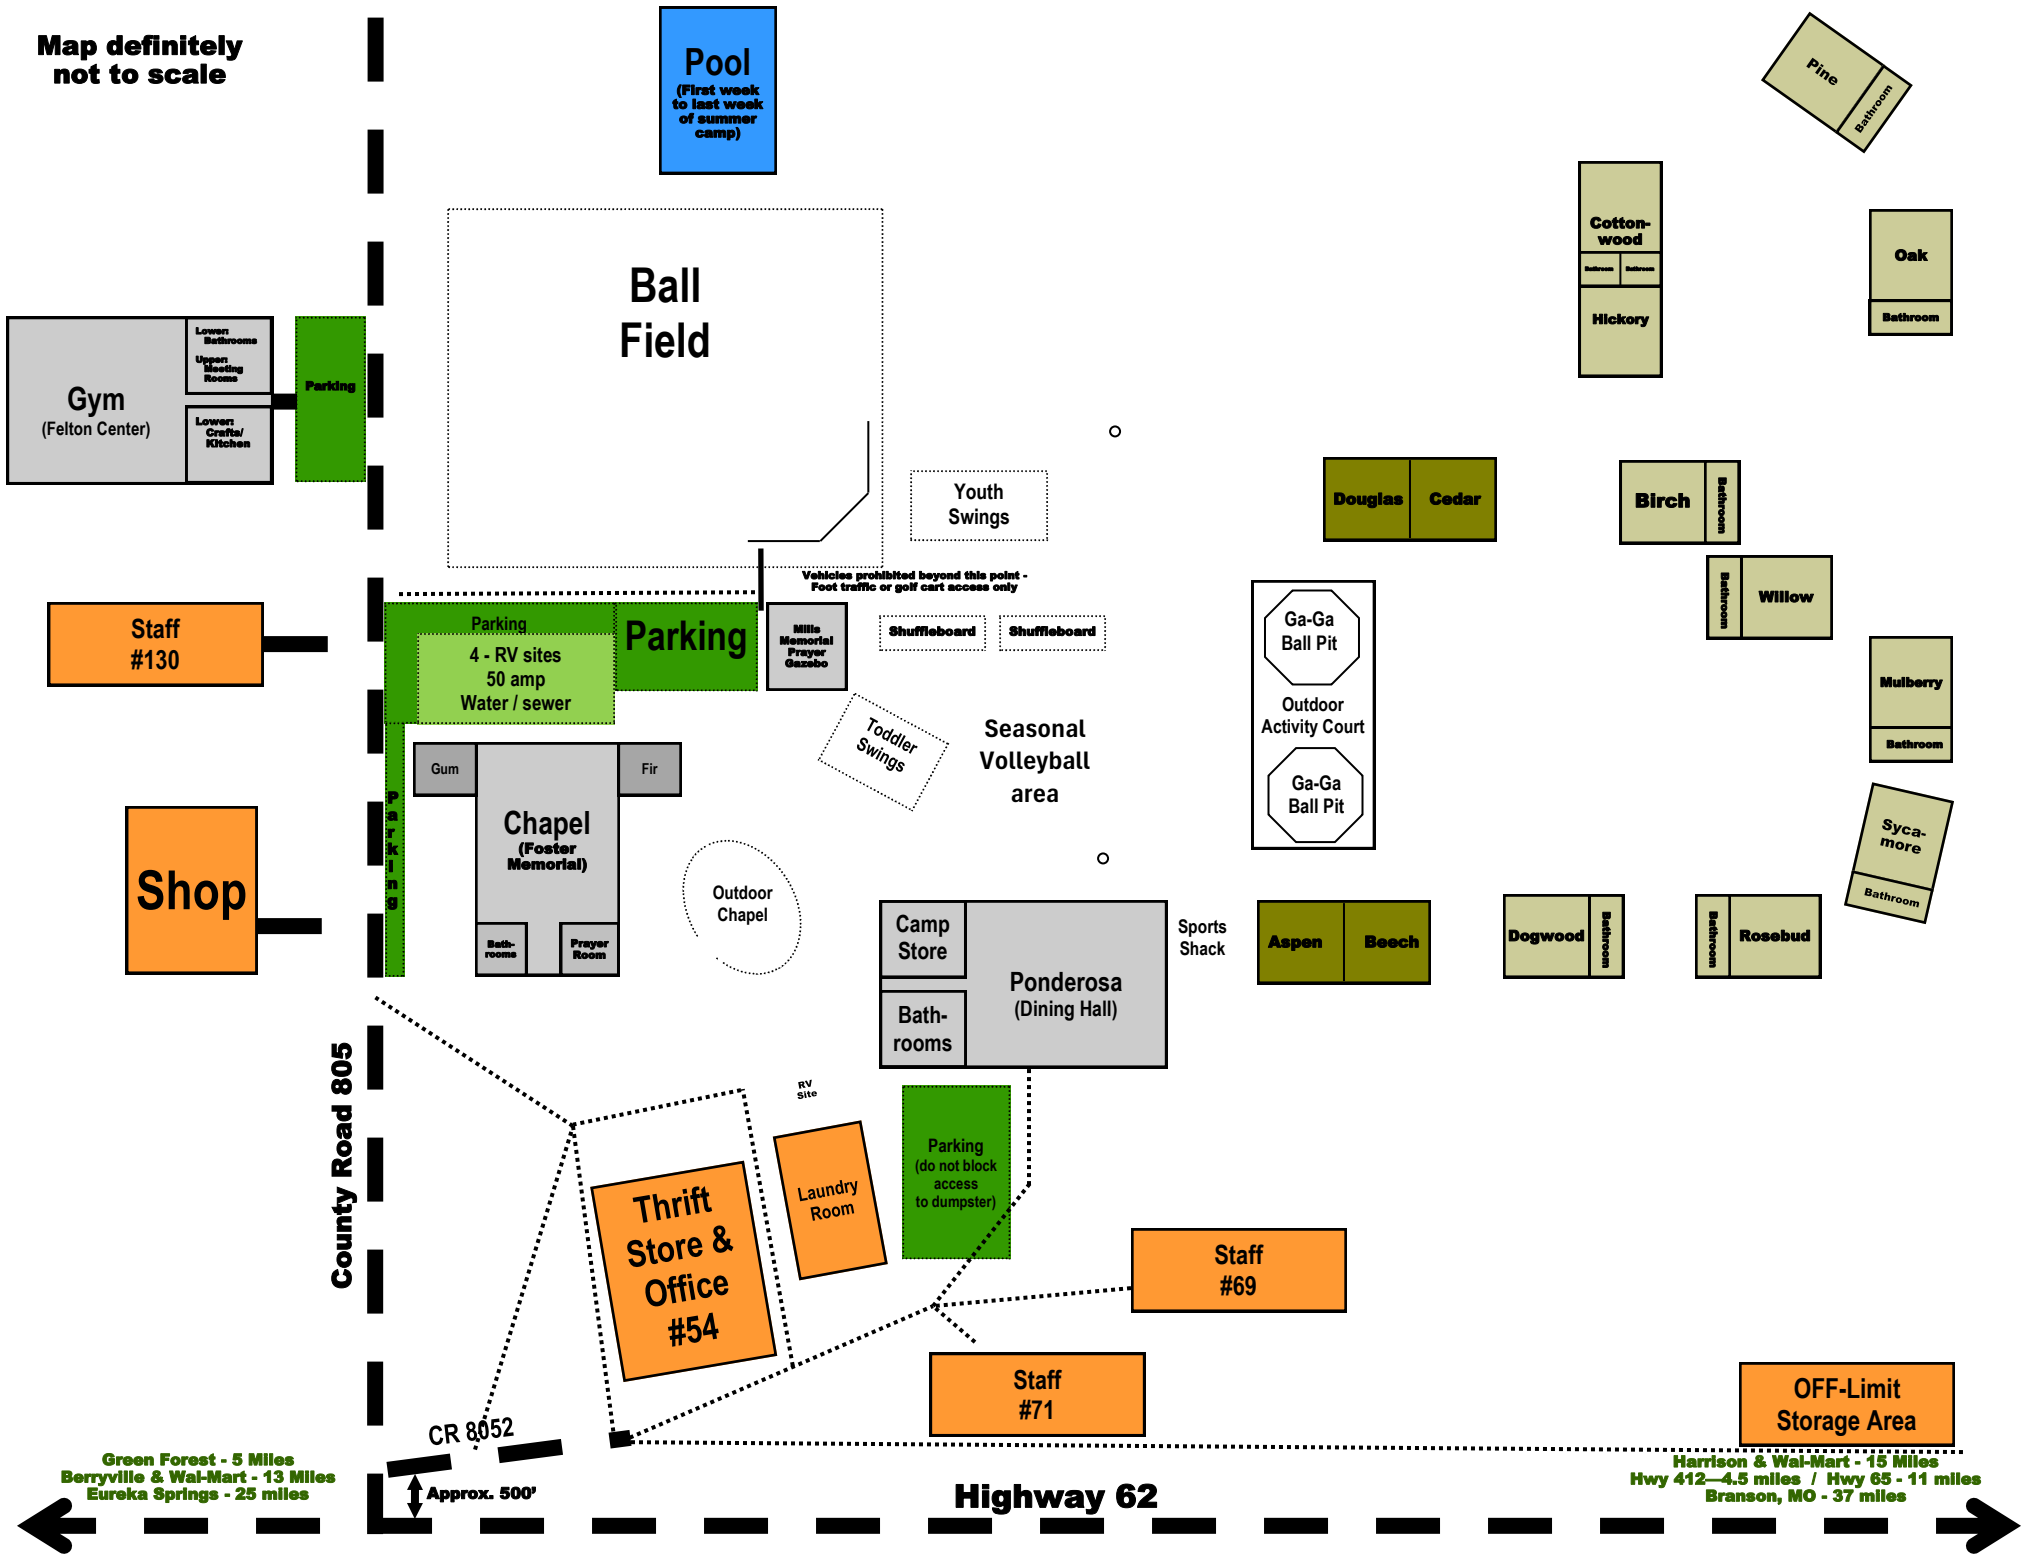 Map definitely
not to scale
Pool
(First week
to last week
of summer
camp)
Pine
Bathroom
Cotton-
wood
Bathroom
Bathroom
Hickory
Oak
Bathroom
Ball
Field
Gym
(Felton Center)
Lower:
Bathrooms
Upper:
Meeting
Rooms
Lower:
Crafts/
Kitchen
Parking
Youth
Swings
Douglas
Cedar
Birch
Bathroom
Bathroom
Willow
Vehicles prohibited beyond this point -
Foot traffic or golf cart access only
Staff
#130
Parking
4 - RV sites
50 amp
Water / sewer
Parking
Mills
Memorial
Prayer
Gazebo
Shuffleboard
Shuffleboard
Ga-Ga
Ball Pit
Outdoor
Activity Court
Ga-Ga
Ball Pit
Mulberry
Bathroom
Toddler
Swings
Seasonal
Volleyball
area
Gum
Fir
Chapel
(Foster
Memorial)
Bath-
rooms
Prayer
Room
Parking
Shop
Outdoor
Chapel
Syca-
more
Bathroom
Camp
Store
Bath-
rooms
Ponderosa
(Dining Hall)
Sports
Shack
Aspen
Beech
Dogwood
Bathroom
Bathroom
Rosebud
County Road 805
RV
Site
Laundry
Room
Parking
(do not block
access
to dumpster)
Thrift
Store &
Office
#54
Staff
#69
Staff
#71
OFF-Limit
Storage Area
CR 8052
Green Forest - 5 Miles
Berryville & Wal-Mart - 13 Miles
Eureka Springs - 25 miles
Approx. 500’
Highway 62
Harrison & Wal-Mart - 15 Miles
Hwy 412—4.5 miles / Hwy 65 - 11 miles
Branson, MO - 37 miles